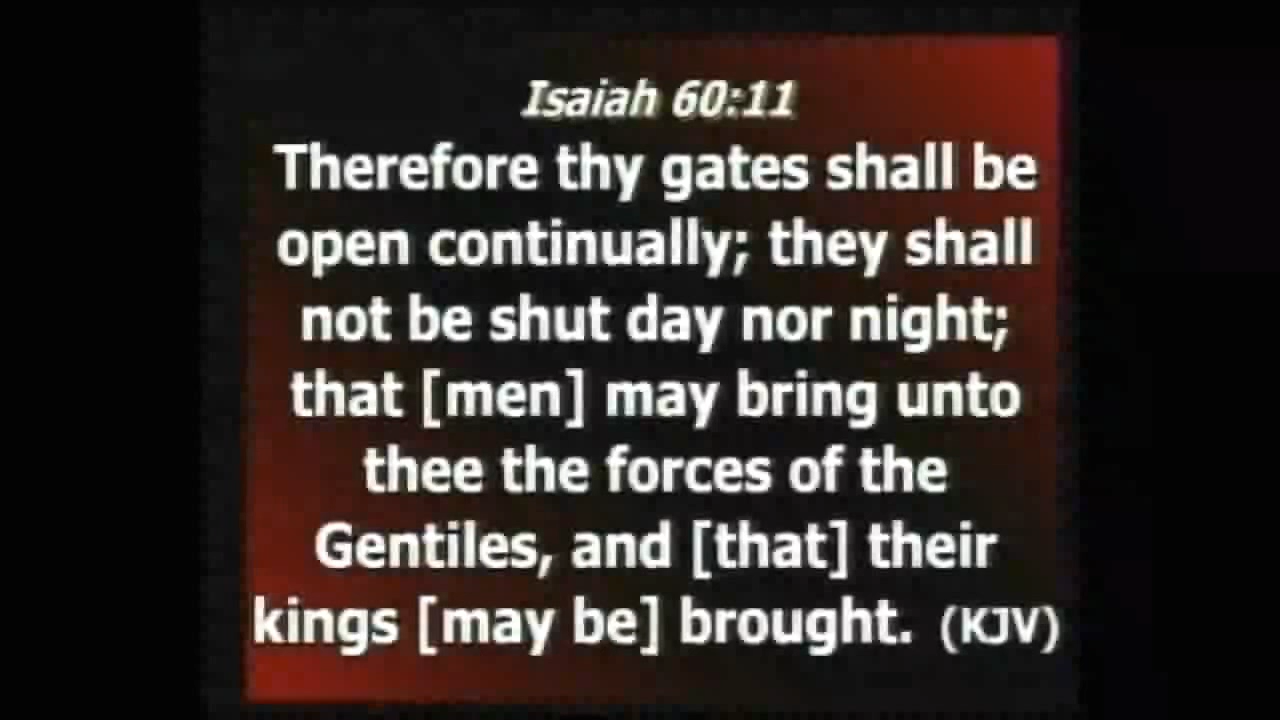 Isaiah 60:11
Therefore thy gates shall be
open continually; they shall
not be shut day nor night;
that [men] may bring unto
thee the forces of the
Gentiles, and [that] their
kings [may be] brought. (KJV)